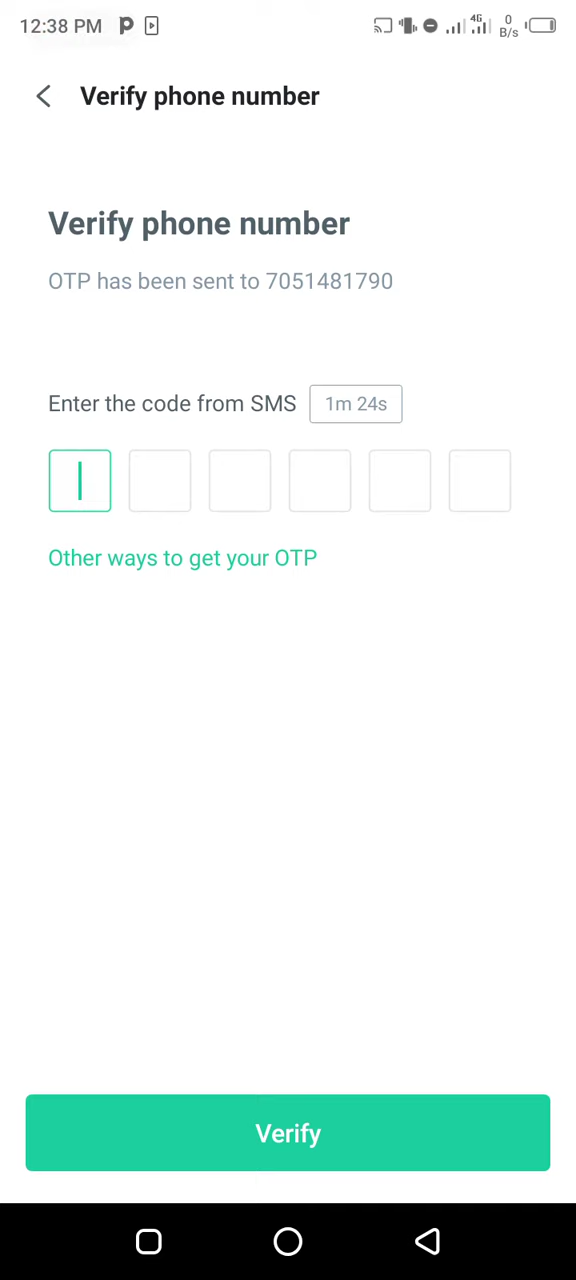 12:38 PM 4G 0 B/s
Verify phone number
Verify phone number
OTP has been sent to 7051481790
Enter the code from SMS 1m 24s
Other ways to get your OTP
Verify